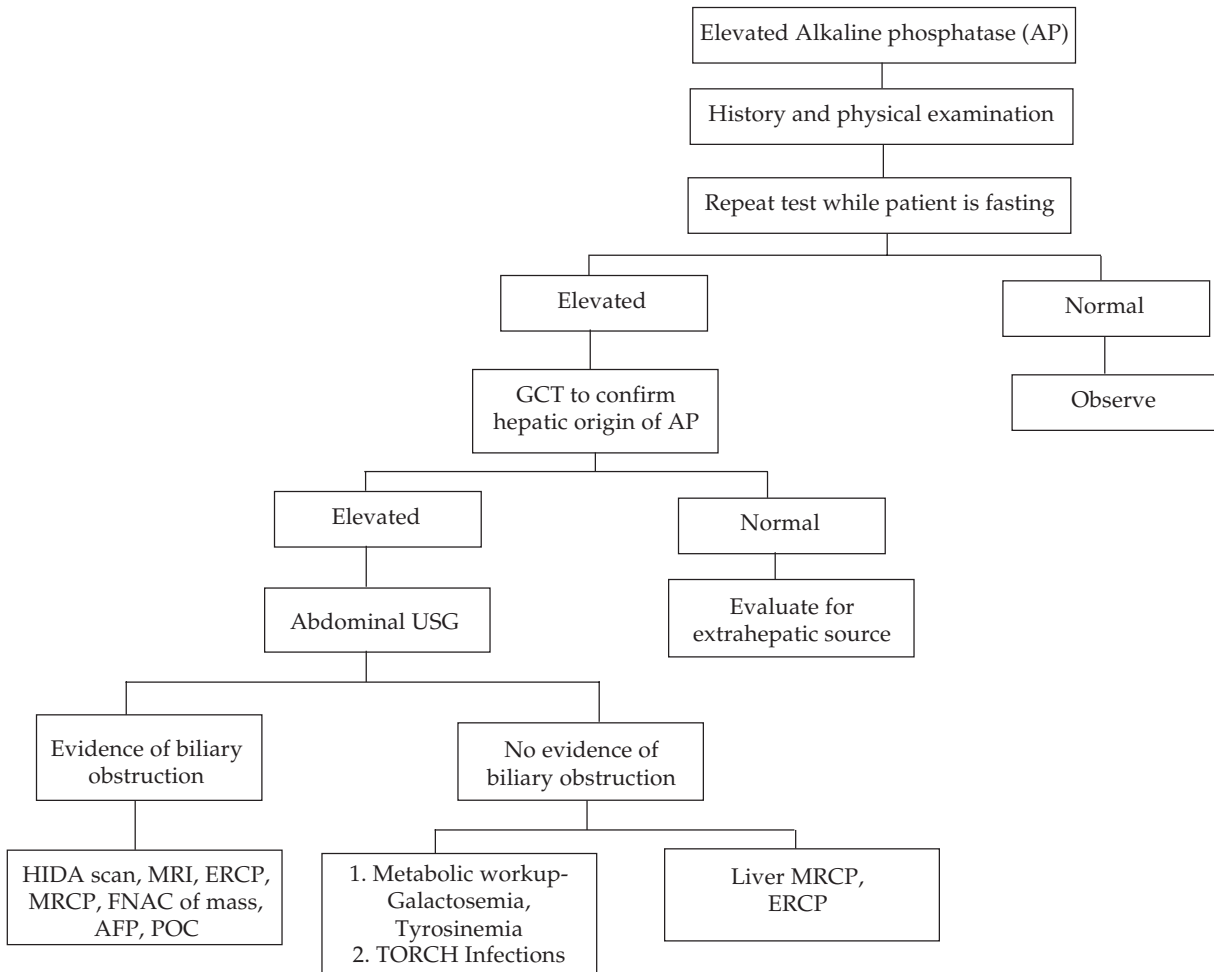 Elevated Alkaline phosphatase (AP)
History and physical examination
Repeat test while patient is fasting
Elevated
Normal
GCT to confirm
hepatic origin of AP
Observe
Elevated
Normal
Abdominal USG
Evaluate for
extrahepatic source
Evidence of biliary
obstruction
No evidence of
biliary obstruction
HIDA scan, MRI, ERCP,
MRCP, FNAC of mass,
AFP, POC
1. Metabolic workup-
Galactosemia,
Tyrosinemia
2. TORCH Infections
Liver MRCP,
ERCP